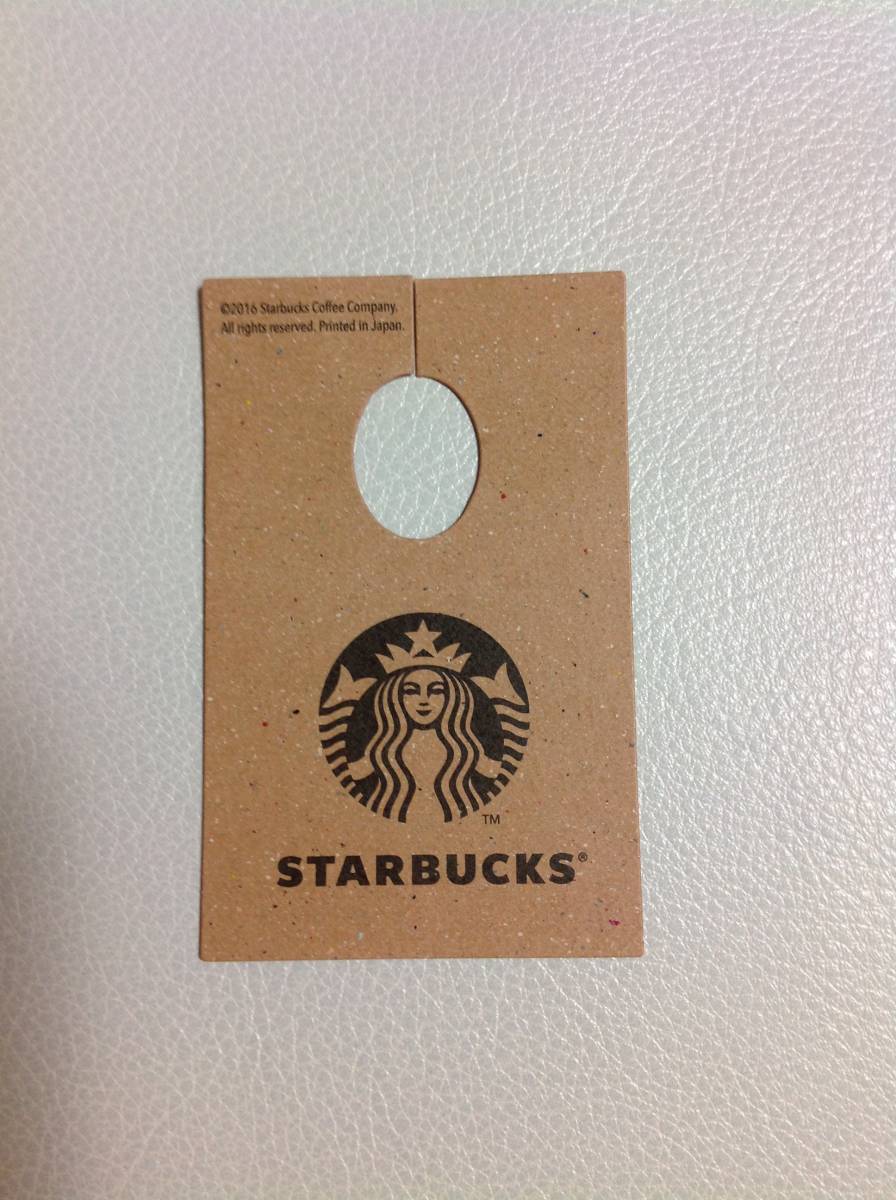 ©2016 Starbucks Coffee Company.
All rights reserved. Printed in Japan.
TM
STARBUCKS®